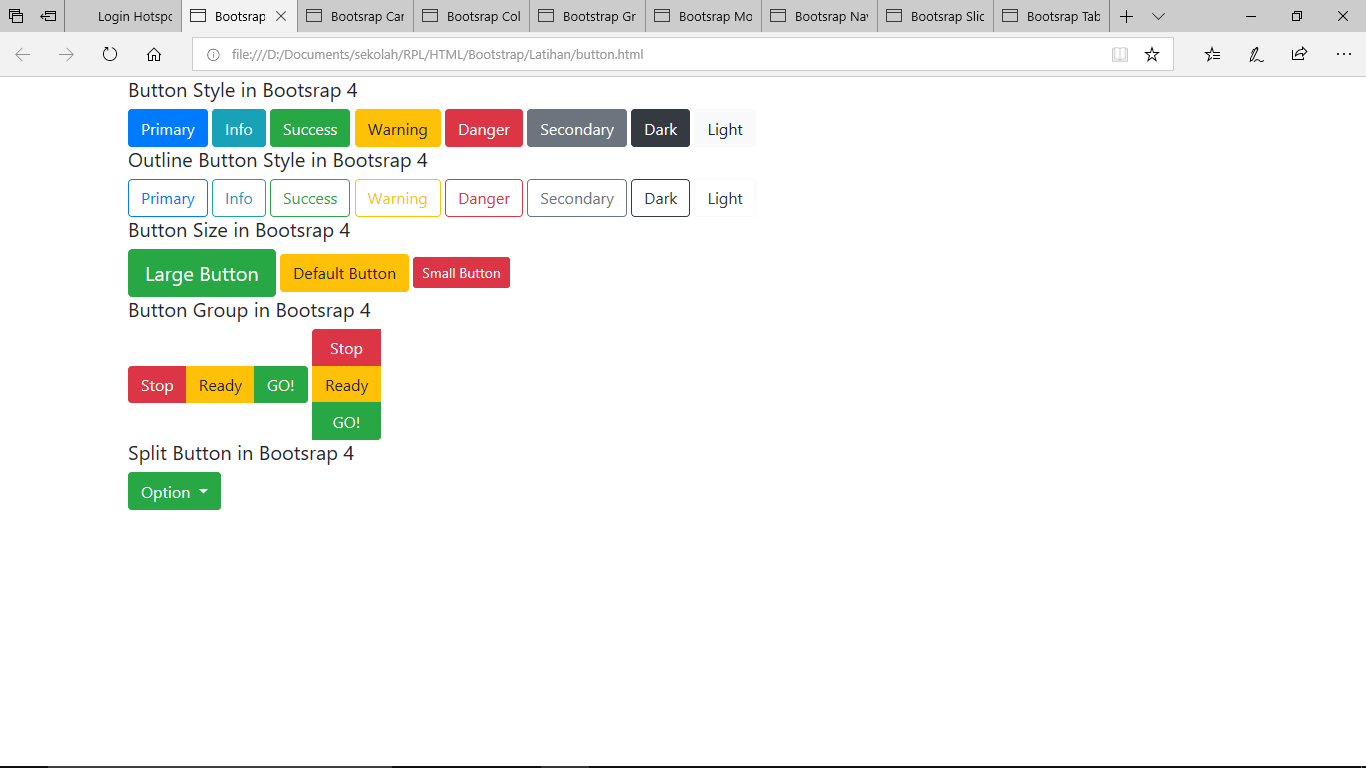 Login Hotspo Bootsrap Bootsrap Car Bootsrap Col Bootstrap Gr Bootsrap Mo Bootsrap Nav Bootsrap Slid Bootsrap Tab
file:///D:/Documents/sekolah/RPL/HTML/Bootstrap/Latihan/button.html
Button Style in Bootsrap 4
Primary Info Success Warning Danger Secondary Dark Light
Outline Button Style in Bootsrap 4
Primary Info Success Warning Danger Secondary Dark Light
Button Size in Bootsrap 4
Large Button Default Button Small Button
Button Group in Bootsrap 4
Stop
Stop Ready GO! Ready
GO!
Split Button in Bootsrap 4
Option